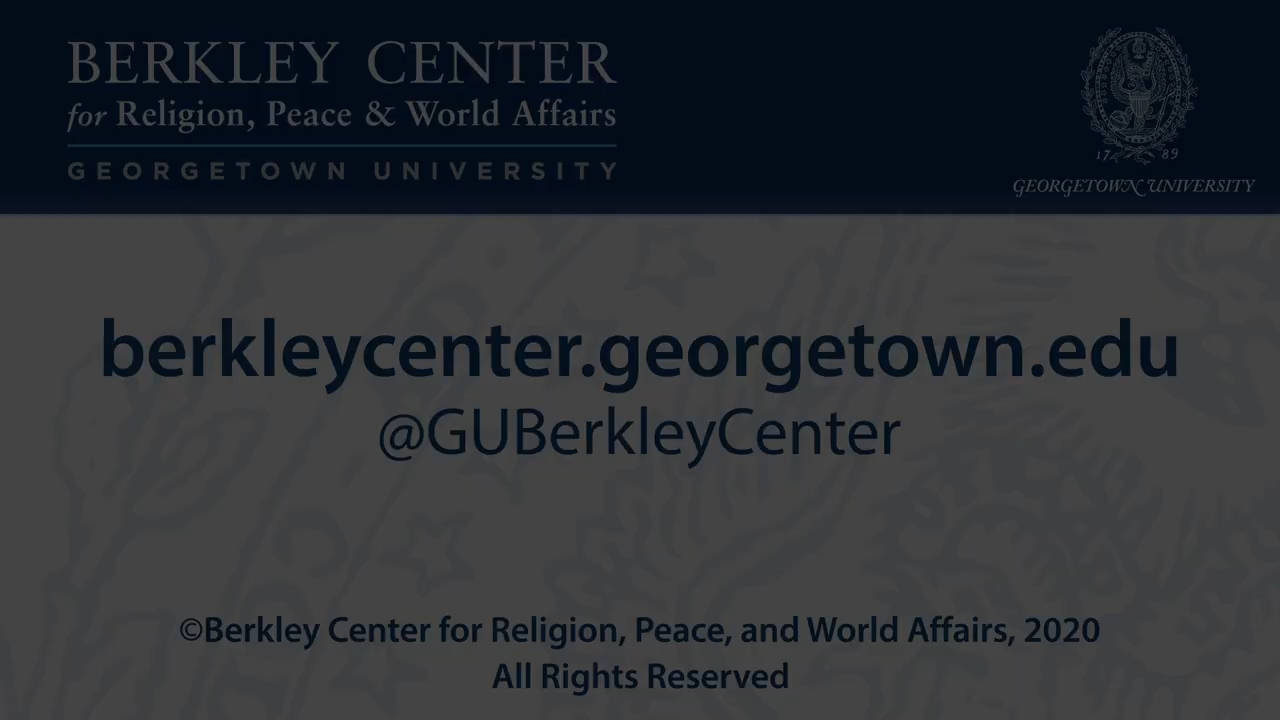 BERKLEY CENTER
for Religion, Peace & World Affairs
GEORGETOWN UNIVERSITY
17 89
GEORGETOWN UNIVERSITY
berkleycenter.georgetown.edu
@GUBerkleyCenter
©Berkley Center for Religion, Peace, and World Affairs, 2020
All Rights Reserved